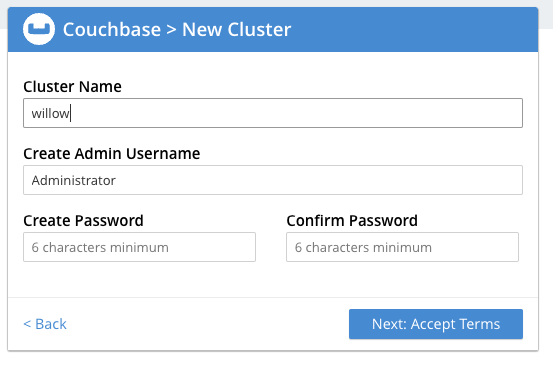 Couchbase > New Cluster
Cluster Name
willow
Create Admin Username
Administrator
Create Password Confirm Password
6 characters minimum 6 characters minimum
< Back Next: Accept Terms